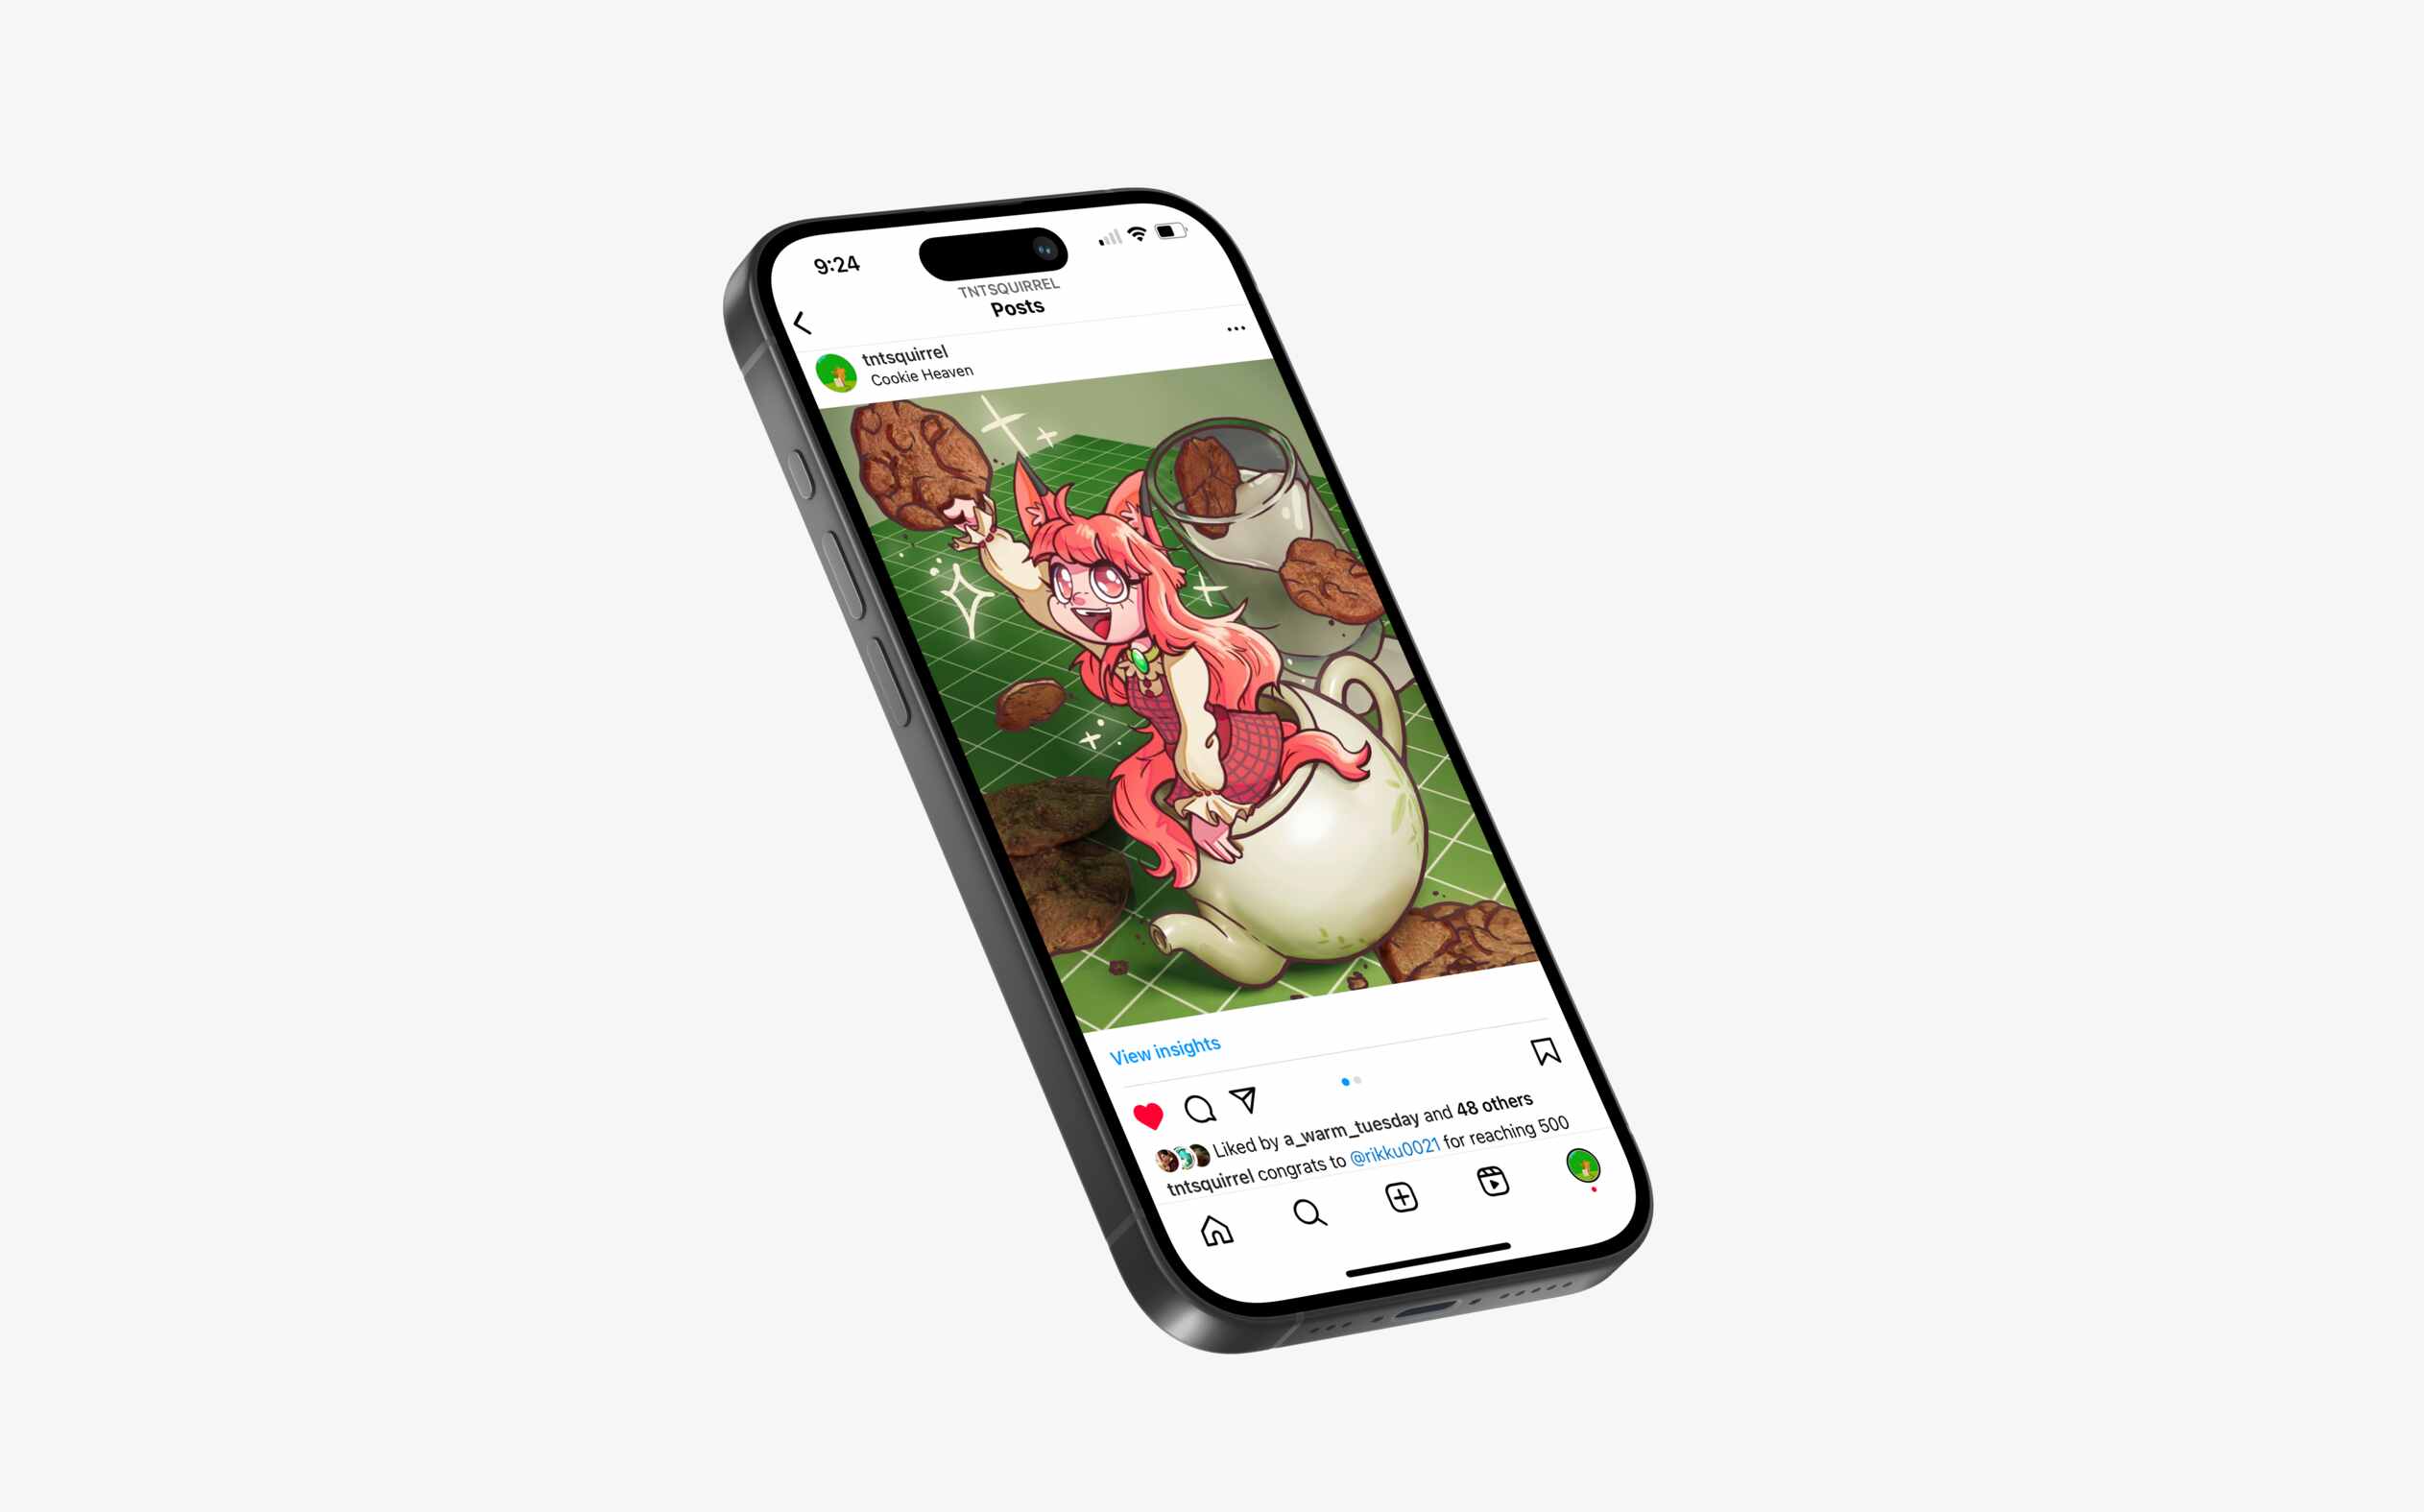 9:24
TNTSQUIRREL
Posts
tntsquirrel
Cookie Heaven
View insights
Liked by a_warm_tuesday and 48 others
tntsquirrel congrats to @rikku0021 for reaching 500